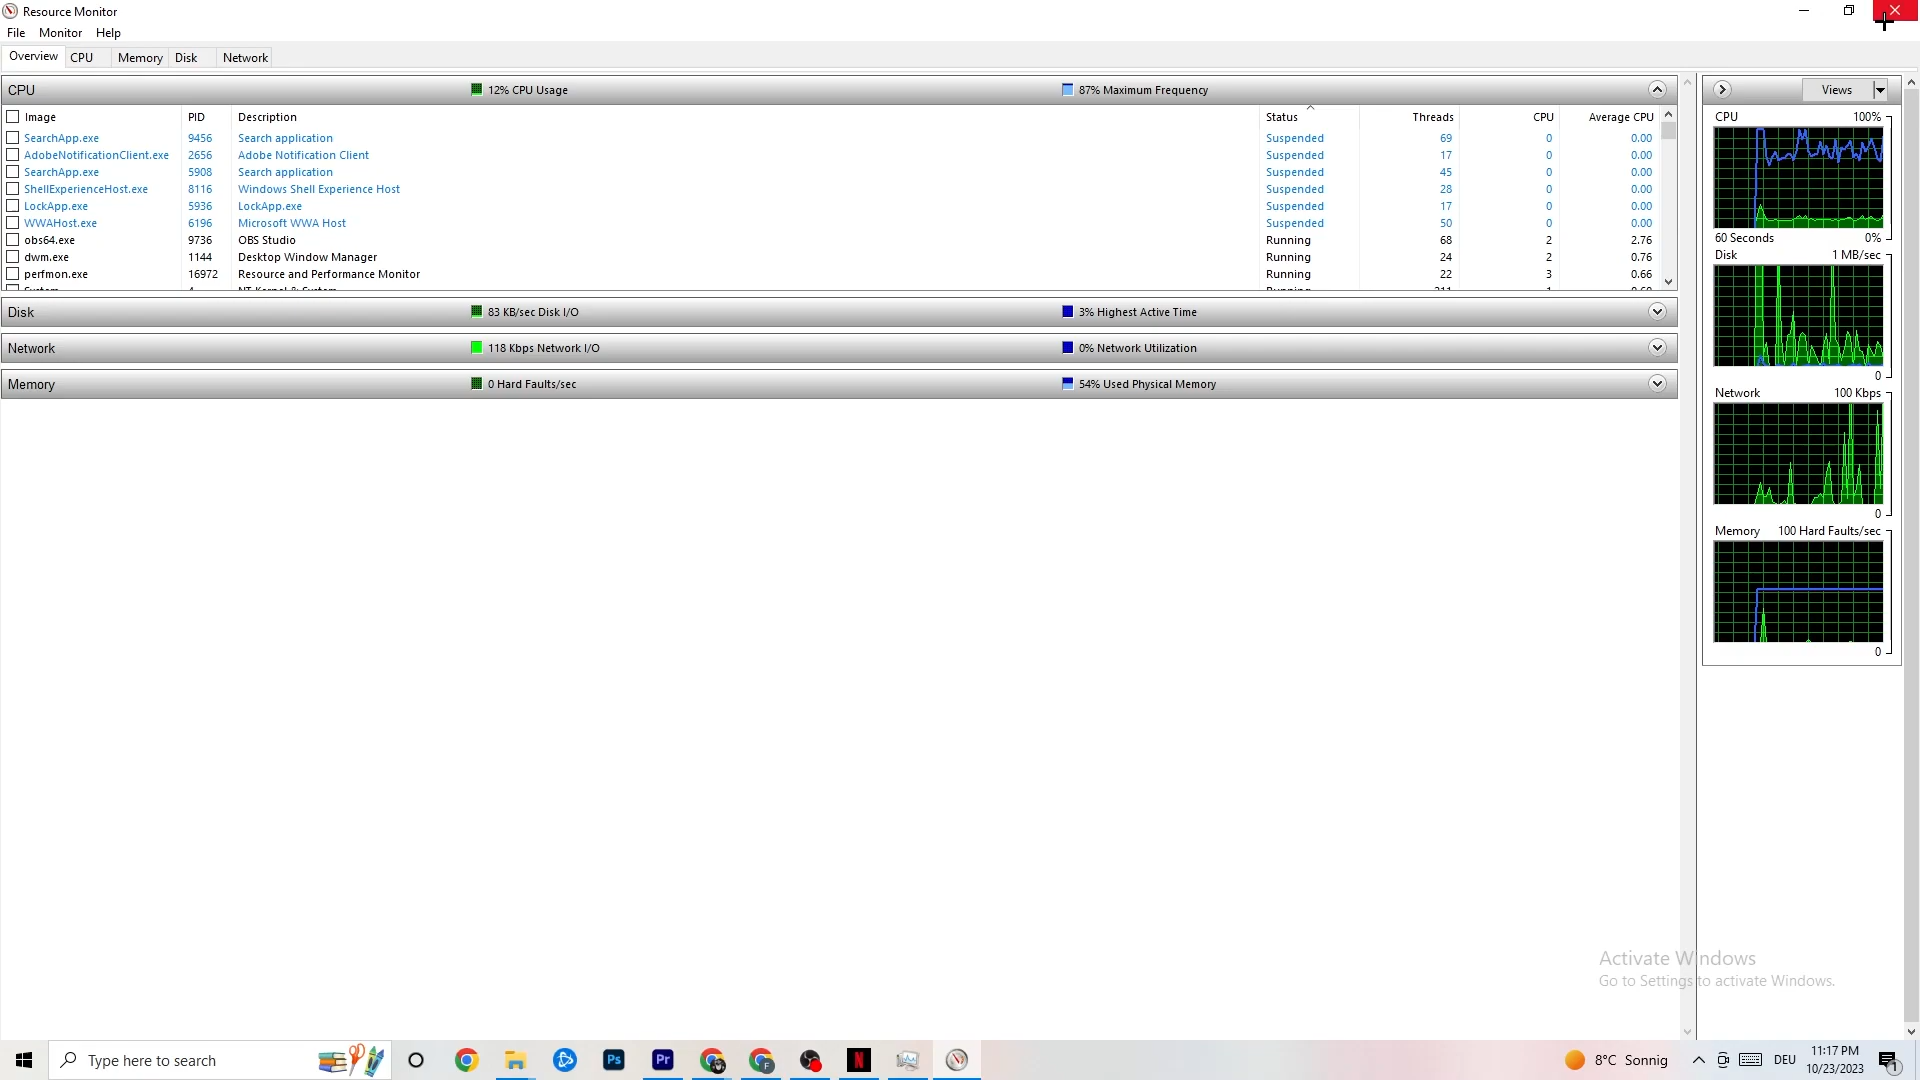 Resource Monitor
File Monitor Help
Overview CPU Memory Disk Network
CPU 12% CPU Usage 87% Maximum Frequency
Image PID Description Status Threads CPU Average CPU
SearchApp.exe 9456 Search application Suspended 69 0 0.00
AdobeNotificationClient.exe 2656 Adobe Notification Client Suspended 17 0 0.00
SearchApp.exe 5908 Search application Suspended 45 0 0.00
ShellExperienceHost.exe 8116 Windows Shell Experience Host Suspended 28 0 0.00
LockApp.exe 5936 LockApp.exe Suspended 17 0 0.00
WWAHost.exe 6196 Microsoft WWA Host Suspended 50 0 0.00
obs64.exe 9736 OBS Studio Running 68 2 2.76
dwm.exe 1144 Desktop Window Manager Running 24 2 0.76
perfmon.exe 16972 Resource and Performance Monitor Running 22 3 0.66
Disk 83 KB/sec Disk I/O 3% Highest Active Time
Network 118 Kbps Network I/O 0% Network Utilization
Memory 0 Hard Faults/sec 54% Used Physical Memory
Views
CPU 100%
60 Seconds 0%
Disk 1 MB/sec
0
Network 100 Kbps
0
Memory 100 Hard Faults/sec
0
Activate Windows
Go to Settings to activate Windows.
Type here to search
Ps
Pr
F
N
8°C Sonnig
DEU
11:17 PM
10/23/2023
1